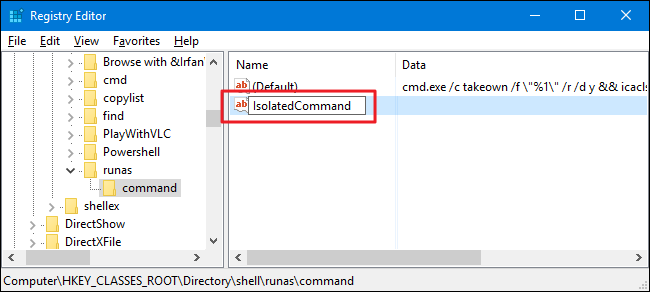 Registry Editor
File Edit View Favorites Help
Name Data
Browse with &Irfan
cmd
copylist
find
PlayWithVLC
Powershell
runas
command
shellex
DirectShow
DirectXFile
ab (Default) cmd.exe /c takeown /f \"%1\" /r /d y && icacls
ab IsolatedCommand
Computer\HKEY_CLASSES_ROOT\Directory\shell\runas\command